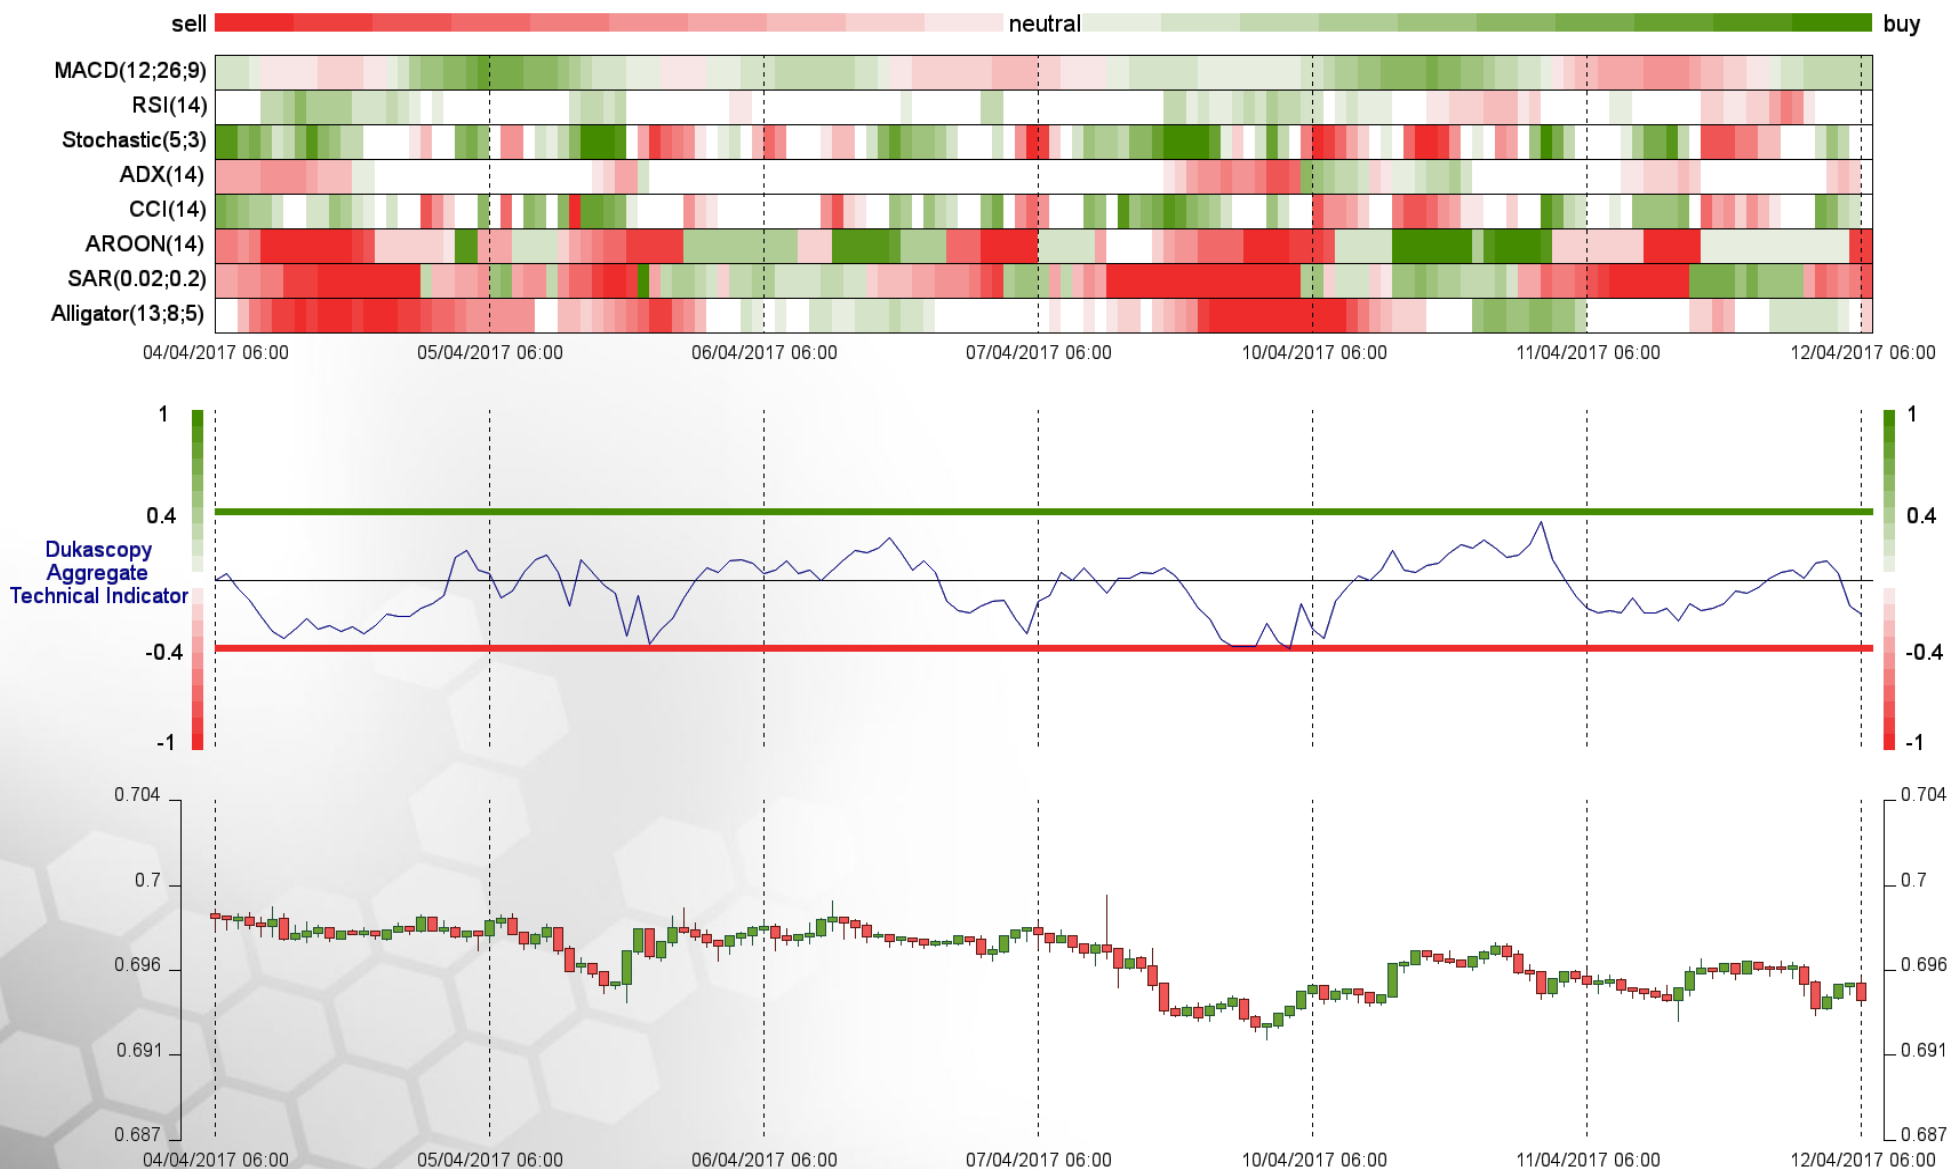 sell neutral buy
MACD(12;26;9)
RSI(14)
Stochastic(5;3)
ADX(14)
CCI(14)
AROON(14)
SAR(0.02;0.2)
Alligator(13;8;5)
04/04/2017 06:00 05/04/2017 06:00 06/04/2017 06:00 07/04/2017 06:00 10/04/2017 06:00 11/04/2017 06:00 12/04/2017 06:00
1 1
0.4 0.4
Dukascopy
Aggregate
Technical Indicator
-0.4 -0.4
-1 -1
0.704 0.704
0.7 0.7
0.696 0.696
0.691 0.691
0.687 0.687
04/04/2017 06:00 05/04/2017 06:00 06/04/2017 06:00 07/04/2017 06:00 10/04/2017 06:00 11/04/2017 06:00 12/04/2017 06:00